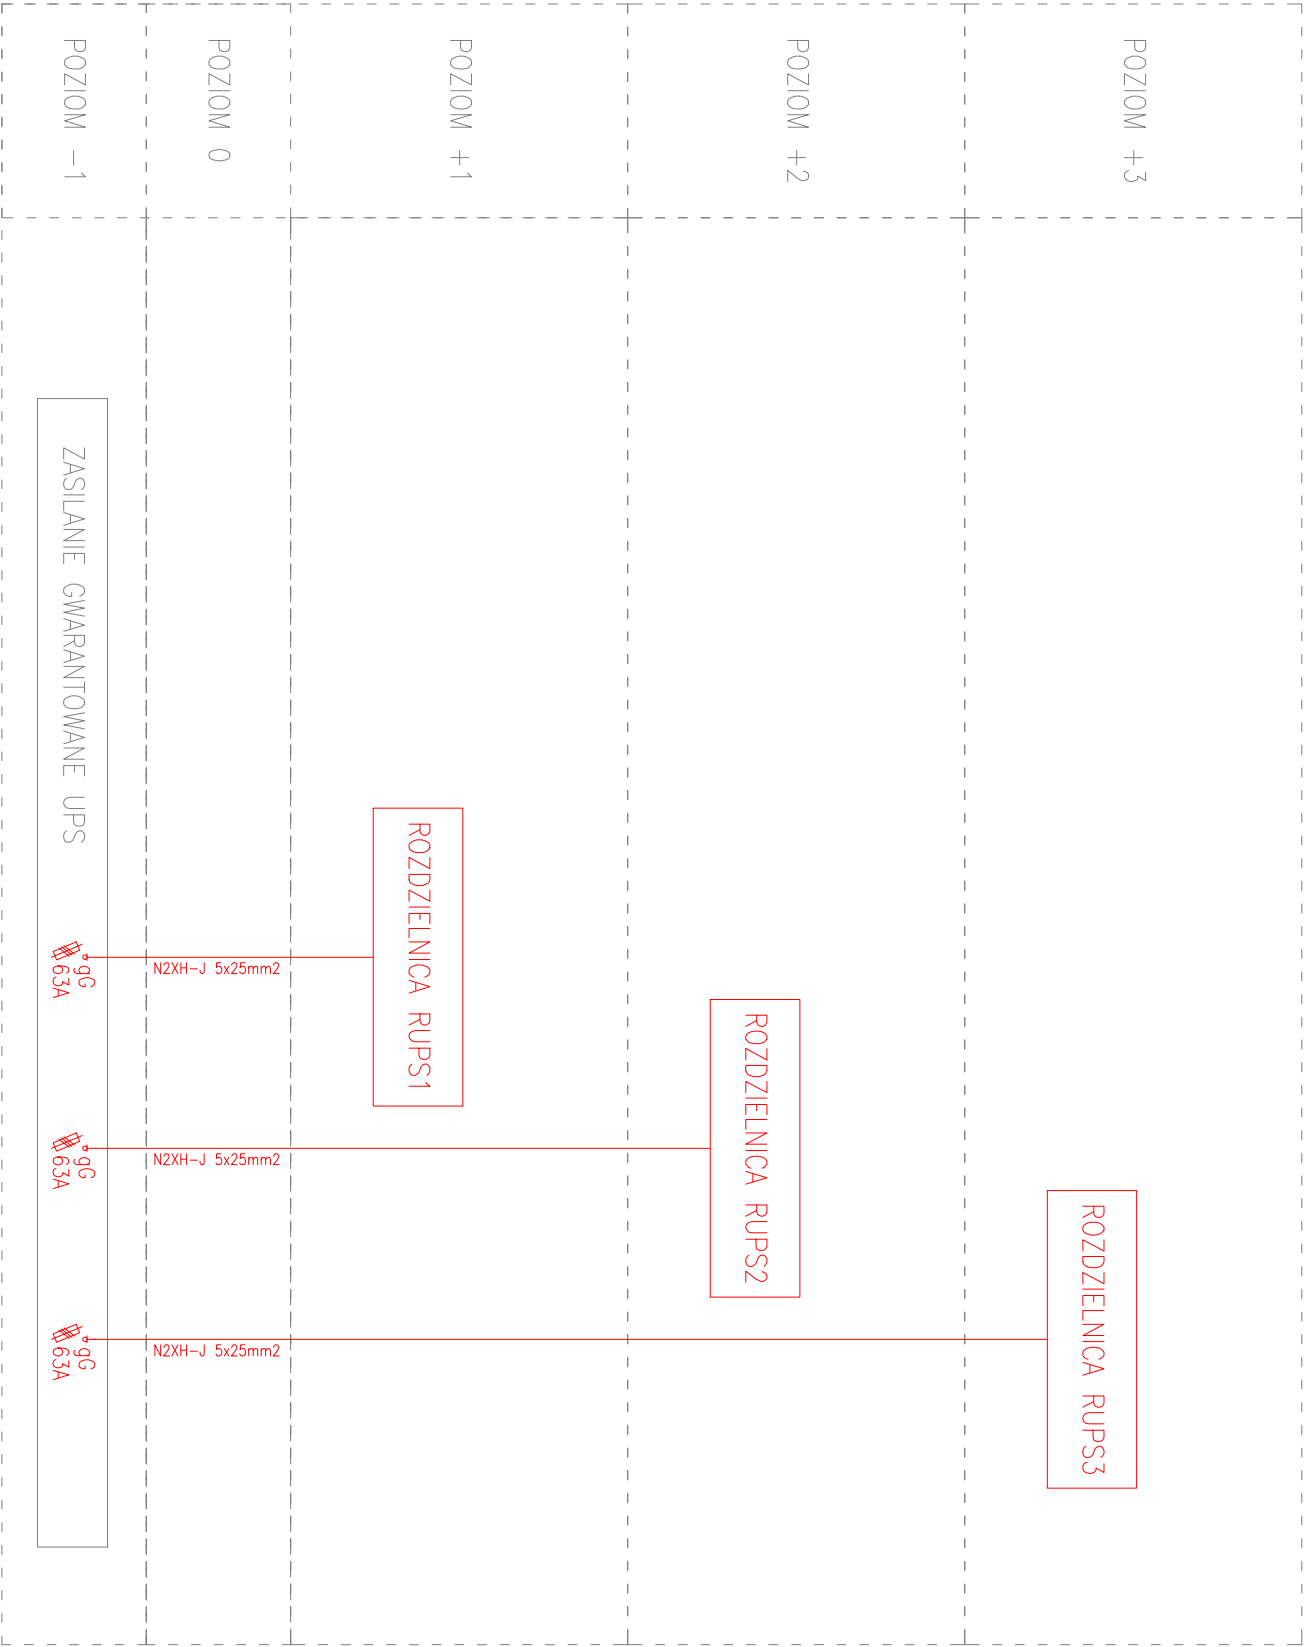 POZIOM +3
ROZDZIELNICA RUPS3
POZIOM +2
ROZDZIELNICA RUPS2
POZIOM +1
ROZDZIELNICA RUPS1
POZIOM 0
N2XH-J 5x25mm2
N2XH-J 5x25mm2
N2XH-J 5x25mm2
POZIOM -1
ZASILANIE GWARANTOWANE UPS
gG
63A
gG
63A
gG
63A